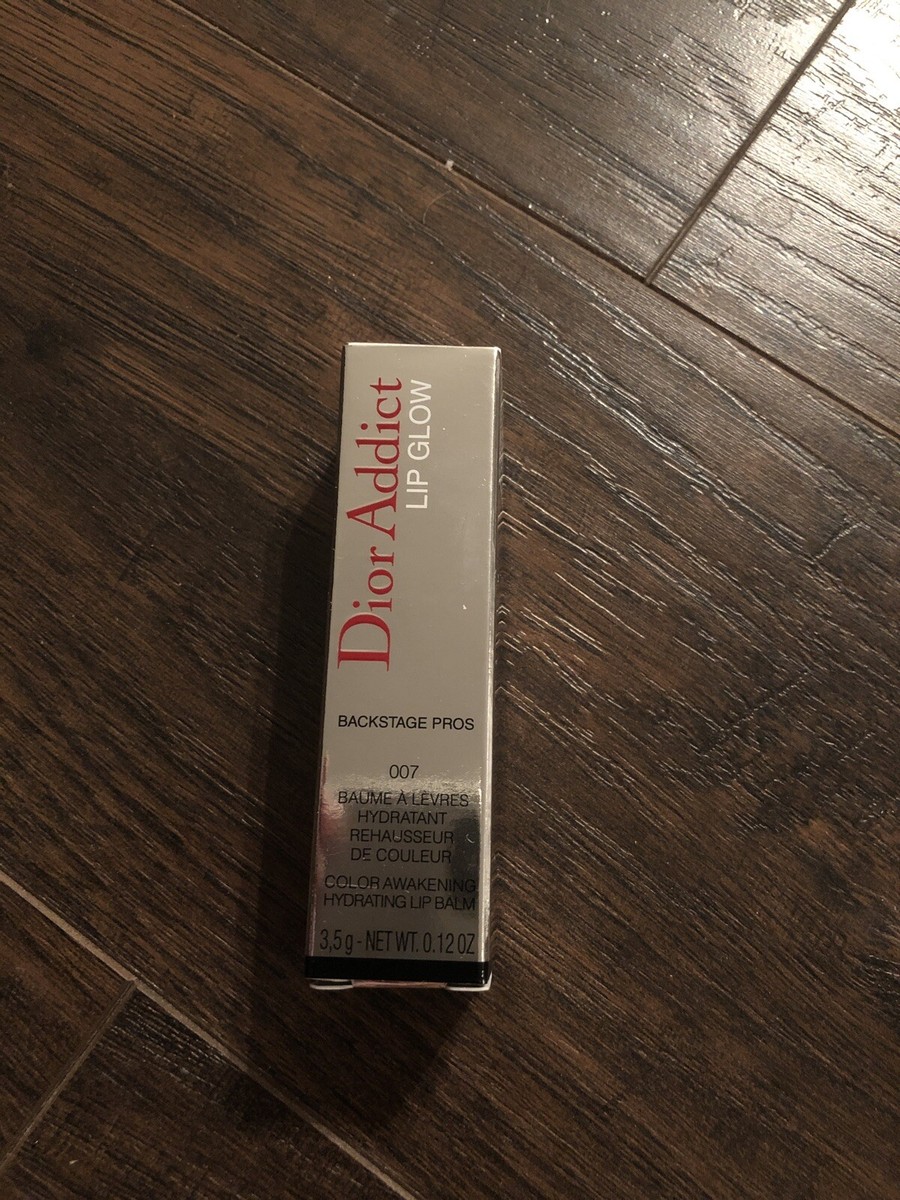 Dior Addict
LIP GLOW
BACKSTAGE PROS
007
BAUME À LÈVRES
HYDRATANT
REHAUSSEUR
DE COULEUR
COLOR AWAKENING
HYDRATING LIP BALM
3,5 g - NET WT. 0.12 OZ